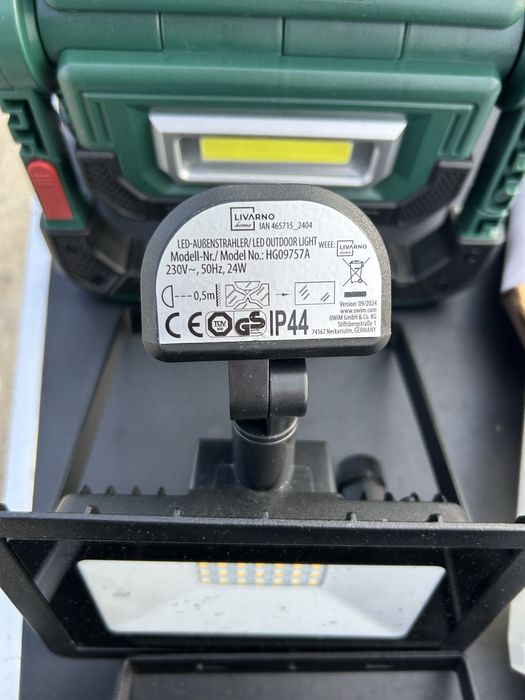 LIVARNO
home
IAN 465715_2404
LED-AUßENSTRAHLER/ LED OUTDOOR LIGHT
WEEE: LIVARNO
home
Modell-Nr./ Model No.: HG09757A
230V~, 50Hz, 24W
0,5m
Version: 09/2024
www.owim.com
OWIM GmbH & Co. KG
Stiftsbergstraße 1
74167 Neckarsulm, GERMANY
CE TÜV GS IP44